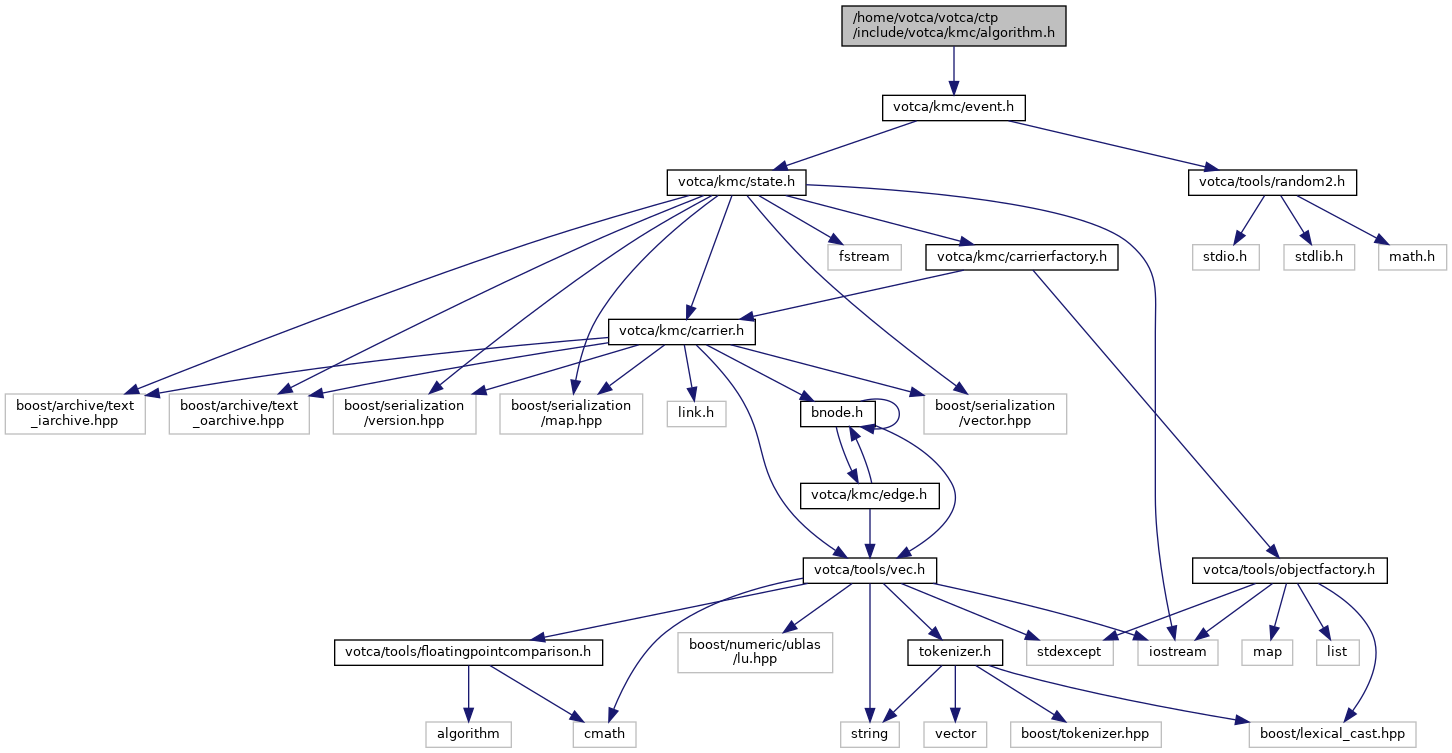 /home/votca/votca/ctp
/include/votca/kmc/algorithm.h
votca/kmc/event.h
votca/kmc/state.h
votca/tools/random2.h
fstream
votca/kmc/carrierfactory.h
stdio.h
stdlib.h
math.h
votca/kmc/carrier.h
boost/archive/text
_iarchive.hpp
boost/archive/text
_oarchive.hpp
boost/serialization
/version.hpp
boost/serialization
/map.hpp
link.h
bnode.h
boost/serialization
/vector.hpp
votca/kmc/edge.h
votca/tools/vec.h
votca/tools/objectfactory.h
votca/tools/floatingpointcomparison.h
boost/numeric/ublas
/lu.hpp
tokenizer.h
stdexcept
iostream
map
list
algorithm
cmath
string
vector
boost/tokenizer.hpp
boost/lexical_cast.hpp